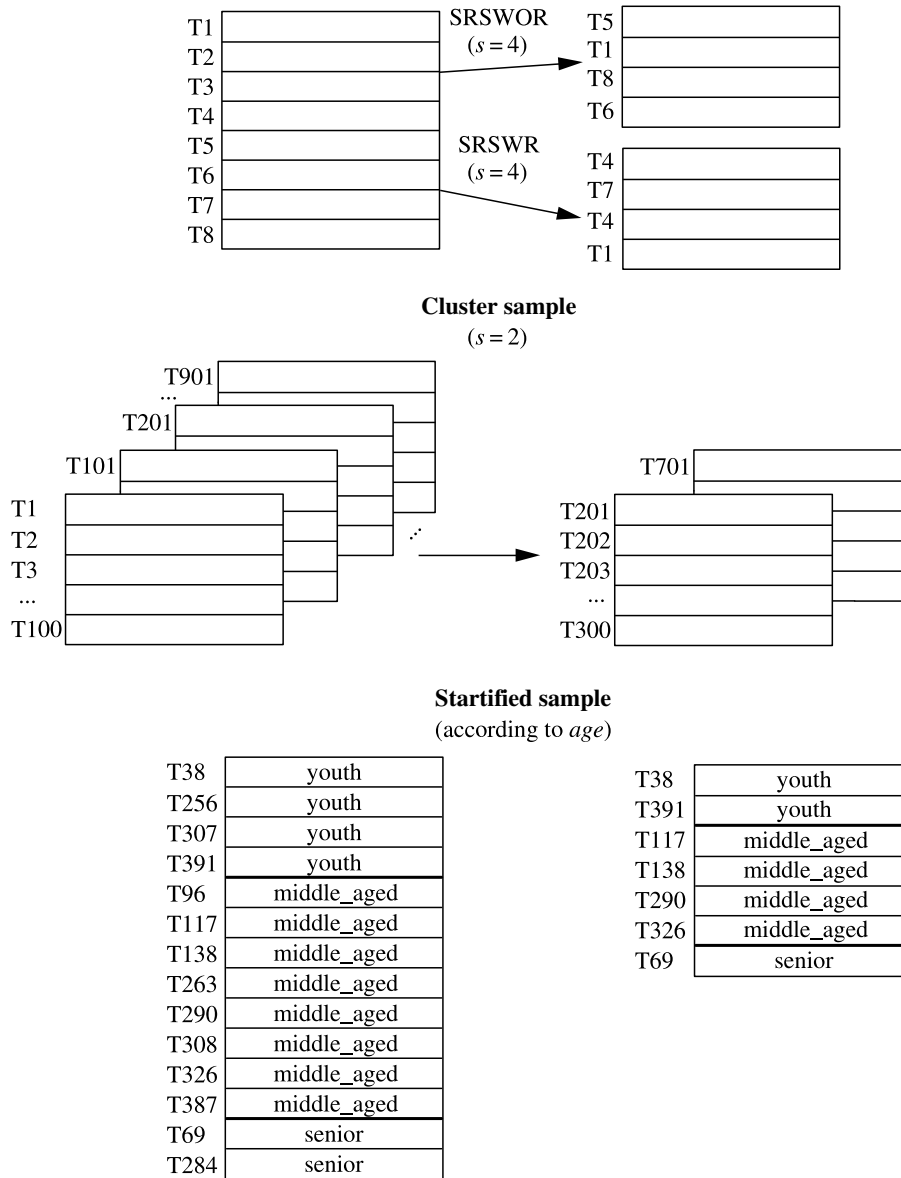 T1
T2
T3
T4
T5
T6
T7
T8
SRSWOR
(s = 4)
SRSWR
(s = 4)
T5
T1
T8
T6
T4
T7
T4
T1
Cluster sample
(s = 2)
T901
...
T201
T101
T1
T2
T3
...
T100
...
T701
T201
T202
T203
...
T300
Startified sample
(according to age)
T38 youth
T256 youth
T307 youth
T391 youth
T96 middle_aged
T117 middle_aged
T138 middle_aged
T263 middle_aged
T290 middle_aged
T308 middle_aged
T326 middle_aged
T387 middle_aged
T69 senior
T284 senior
T38 youth
T391 youth
T117 middle_aged
T138 middle_aged
T290 middle_aged
T326 middle_aged
T69 senior